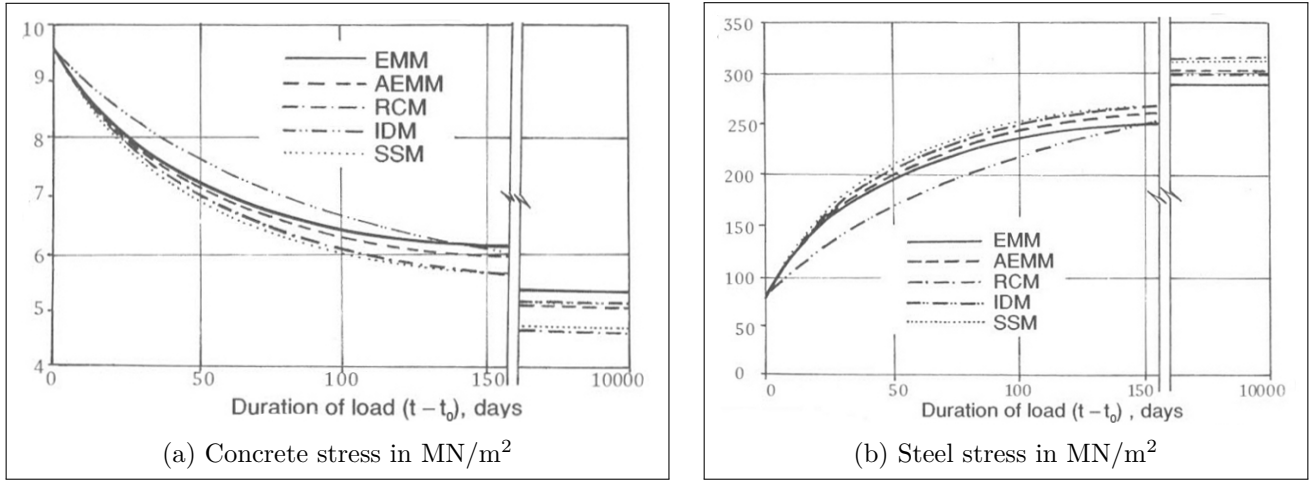 10
9
8
7
6
5
4
0
50
100
150
10000
EMM
AEMM
RCM
IDM
SSM
Duration of load (t – t₀), days
(a) Concrete stress in MN/m²
350
300
250
200
150
100
50
0
0
50
100
150
10000
EMM
AEMM
RCM
IDM
SSM
Duration of load (t – t₀) , days
(b) Steel stress in MN/m²